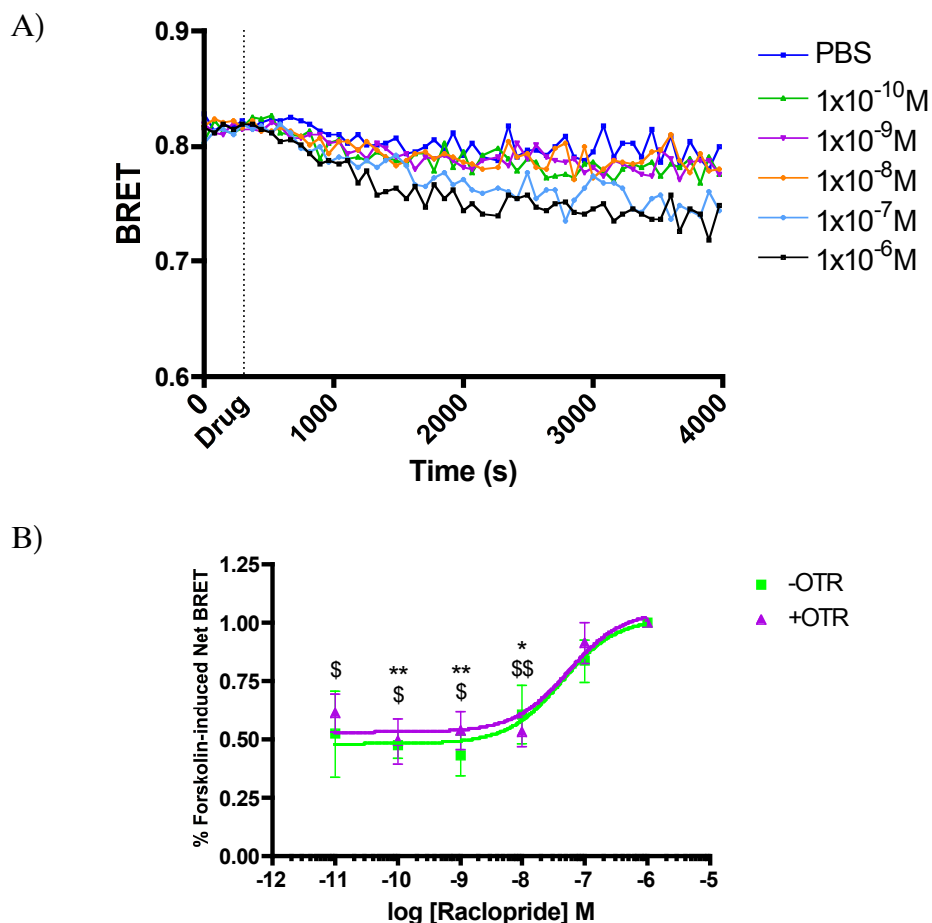 A)
0.9
0.8
0.7
0.6
BRET
0
Drug
1000
2000
3000
4000
Time (s)
PBS
1x10⁻¹⁰M
1x10⁻⁹M
1x10⁻⁸M
1x10⁻⁷M
1x10⁻⁶M
B)
1.25
1.00
0.75
0.50
0.25
0.00
% Forskolin-induced Net BRET
$
**
$
**
$
*
$$
-12
-11
-10
-9
-8
-7
-6
-5
log [Raclopride] M
-OTR
+OTR